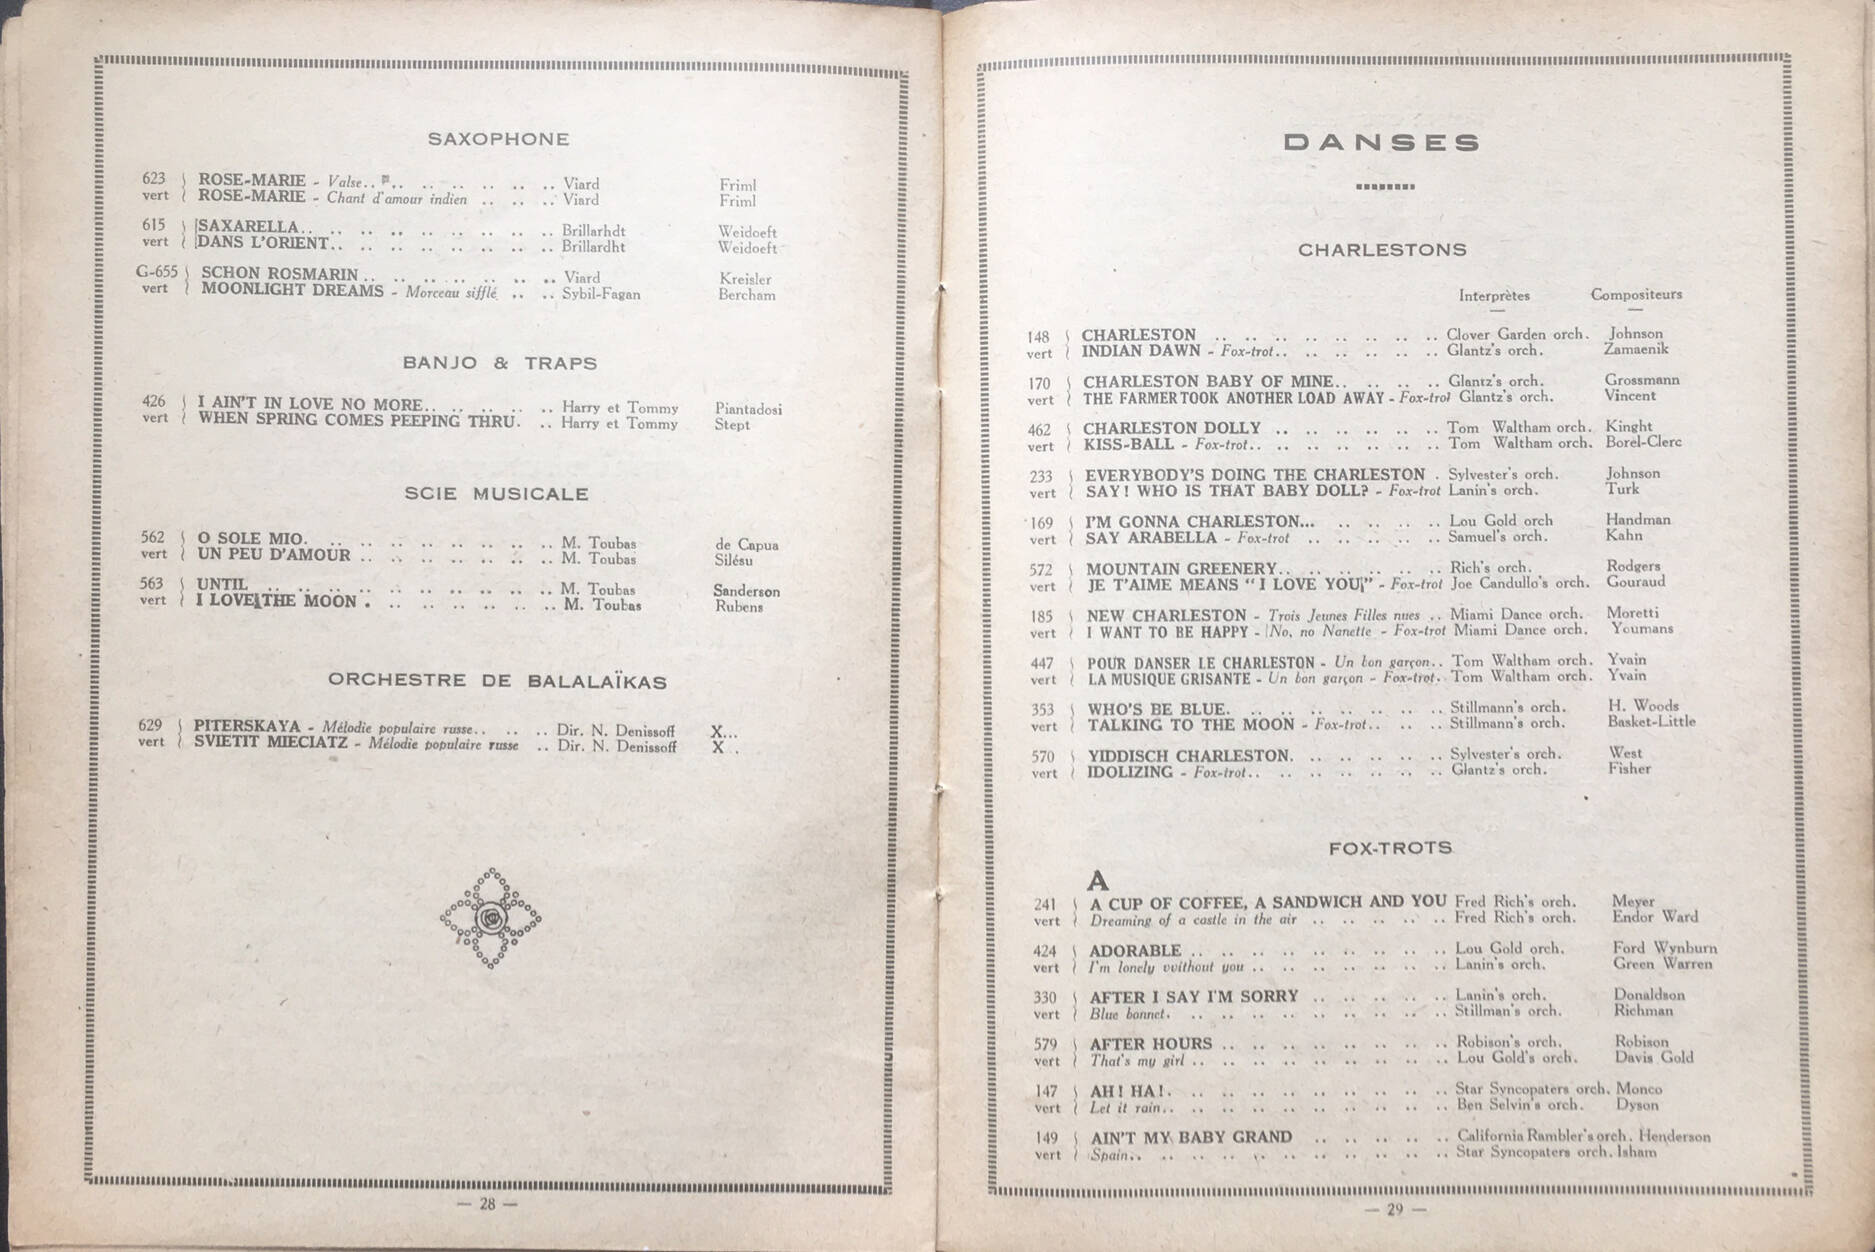 SAXOPHONE
623 ROSE-MARIE - Valse.. .. .. .. .. .. .. Viard Friml
vert ROSE-MARIE - Chant d'amour indien .. .. .. Viard Friml
615 SAXARELLA.. .. .. .. .. .. .. .. .. Brillarhdt Weidoeft
vert DANS L'ORIENT.. .. .. .. .. .. .. .. Brillardht Weidoeft
G-655 SCHON ROSMARIN .. .. .. .. .. .. .. Viard Kreisler
vert MOONLIGHT DREAMS - Morceau sifflé .. .. Sybil-Fagan Bercham
BANJO & TRAPS
426 I AIN'T IN LOVE NO MORE.. .. .. .. .. Harry et Tommy Piantadosi
vert WHEN SPRING COMES PEEPING THRU. .. Harry et Tommy Stept
SCIE MUSICALE
562 O SOLE MIO. .. .. .. .. .. .. .. .. M. Toubas de Capua
vert UN PEU D'AMOUR .. .. .. .. .. .. .. M. Toubas Silésu
563 UNTIL .. .. .. .. .. .. .. .. .. .. M. Toubas Sanderson
vert I LOVE THE MOON . .. .. .. .. .. .. M. Toubas Rubens
ORCHESTRE DE BALALAÏKAS
629 PITERSKAYA - Mélodie populaire russe.. .. .. Dir. N. Denissoff X...
vert SVIETIT MIECIATZ - Mélodie populaire russe .. Dir. N. Denissoff X .
— 28 —
DANSES
CHARLESTONS
Interprètes Compositeurs
148 CHARLESTON .. .. .. .. .. .. .. .. Clover Garden orch. Johnson
vert INDIAN DAWN - Fox-trot.. .. .. .. .. .. Glantz's orch. Zamaenik
170 CHARLESTON BABY OF MINE.. .. .. .. Glantz's orch. Grossmann
vert THE FARMER TOOK ANOTHER LOAD AWAY - Fox-trot Glantz's orch. Vincent
462 CHARLESTON DOLLY .. .. .. .. .. .. Tom Waltham orch. Kinght
vert KISS-BALL - Fox-trot.. .. .. .. .. .. .. Tom Waltham orch. Borel-Clerc
233 EVERYBODY'S DOING THE CHARLESTON . Sylvester's orch. Johnson
vert SAY! WHO IS THAT BABY DOLL? - Fox-trot Lanin's orch. Turk
169 I'M GONNA CHARLESTON... .. .. .. .. Lou Gold orch Handman
vert SAY ARABELLA - Fox-trot .. .. .. .. .. Samuel's orch. Kahn
572 MOUNTAIN GREENERY.. .. .. .. .. .. Rich's orch. Rodgers
vert JE T'AIME MEANS "I LOVE YOU" - Fox-trot Joe Candullo's orch. Gouraud
185 NEW CHARLESTON - Trois Jeunes Filles nues .. Miami Dance orch. Moretti
vert I WANT TO BE HAPPY - No, no Nanette - Fox-trot Miami Dance orch. Youmans
447 POUR DANSER LE CHARLESTON - Un bon garçon.. Tom Waltham orch. Yvain
vert LA MUSIQUE GRISANTE - Un bon garçon - Fox-trot. Tom Waltham orch. Yvain
353 WHO'S BE BLUE. .. .. .. .. .. .. .. Stillmann's orch. H. Woods
vert TALKING TO THE MOON - Fox-trot.. .. .. Stillmann's orch. Basket-Little
570 YIDDISCH CHARLESTON. .. .. .. .. .. Sylvester's orch. West
vert IDOLIZING - Fox-trot.. .. .. .. .. .. .. Glantz's orch. Fisher
FOX-TROTS
A
241 A CUP OF COFFEE, A SANDWICH AND YOU Fred Rich's orch. Meyer
vert Dreaming of a castle in the air .. .. .. .. .. Fred Rich's orch. Endor Ward
424 ADORABLE .. .. .. .. .. .. .. .. .. Lou Gold orch. Ford Wynburn
vert I'm lonely without you .. .. .. .. .. .. .. Lanin's orch. Green Warren
330 AFTER I SAY I'M SORRY .. .. .. .. .. Lanin's orch. Donaldson
vert Blue bonnet. .. .. .. .. .. .. .. .. .. Stillman's orch. Richman
579 AFTER HOURS .. .. .. .. .. .. .. .. Robison's orch. Robison
vert That's my girl .. .. .. .. .. .. .. .. .. Lou Gold's orch. Davis Gold
147 AH! HA!. .. .. .. .. .. .. .. .. .. Star Syncopaters orch. Monco
vert Let it rain.. .. .. .. .. .. .. .. .. .. Ben Selvin's orch. Dyson
149 AIN'T MY BABY GRAND .. .. .. .. .. California Rambler's orch. Henderson
vert Spain.. .. .. .. .. .. .. .. .. .. .. Star Syncopaters orch. Isham
— 29 —